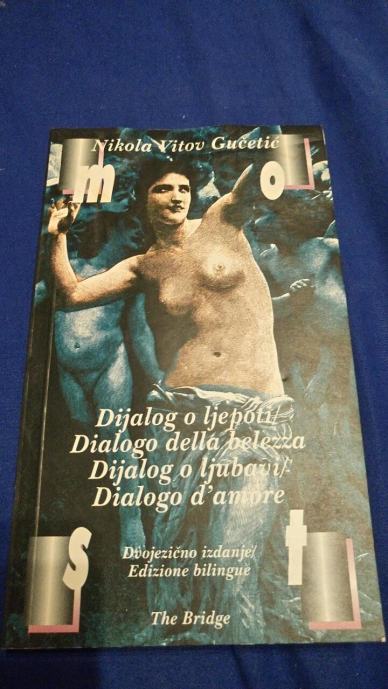 Nikola Vitov Gučetić
m o
Dijalog o ljepoti/
Dialogo della belezza
Dijalog o ljubavi/
Dialogo d'amore
Dvojezično izdanje/
Edizione bilingue
s t
The Bridge